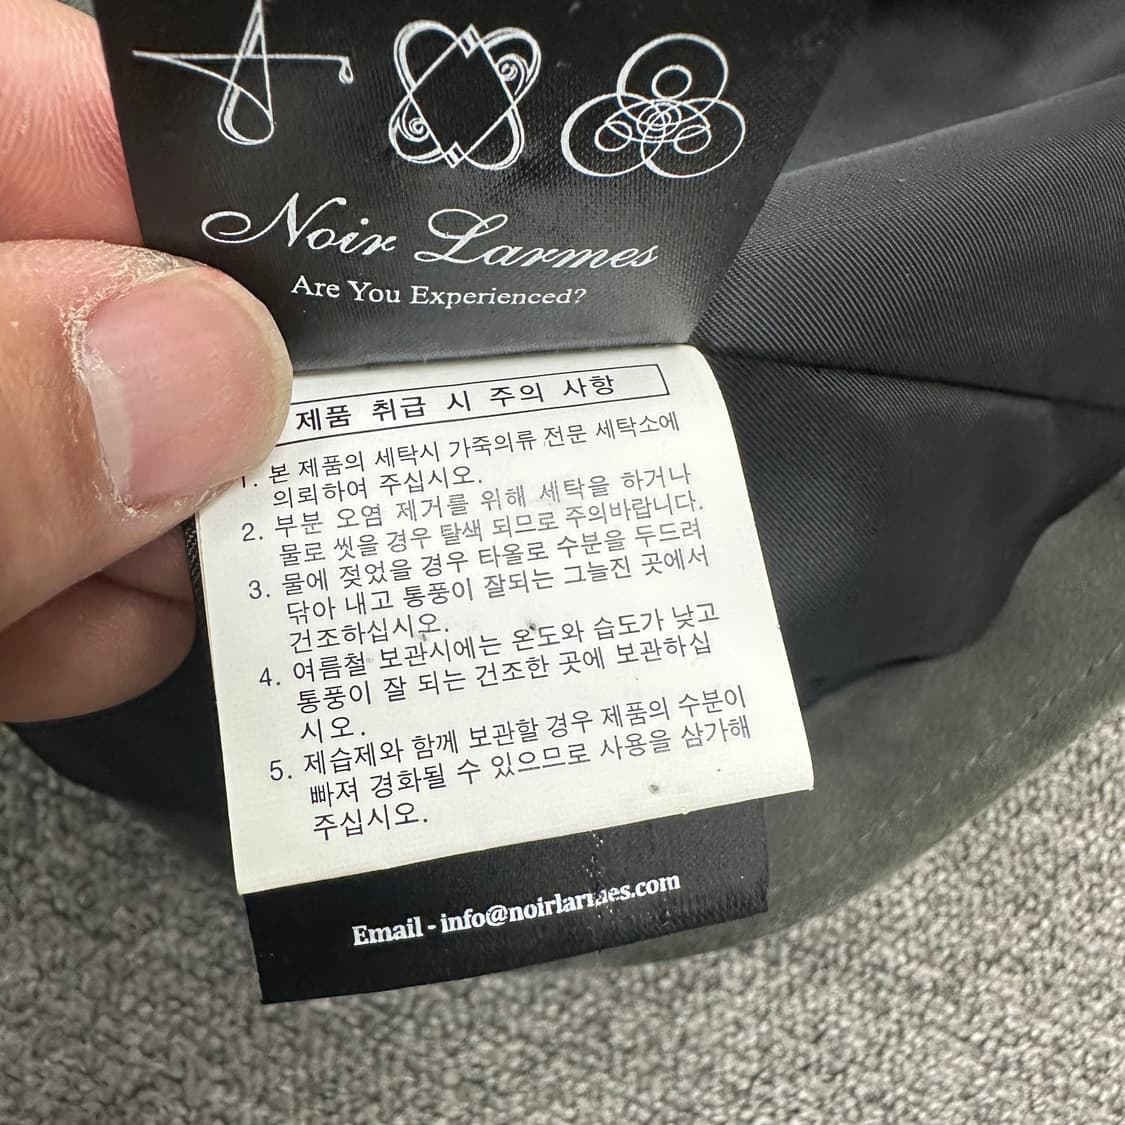 Noir Larmes
Are You Experienced?
제품 취급 시 주의 사항
1. 본 제품의 세탁시 가죽의류 전문 세탁소에
의뢰하여 주십시오.
2. 부분 오염 제거를 위해 세탁을 하거나
물로 씻을 경우 탈색 되므로 주의바랍니다.
3. 물에 젖었을 경우 타올로 수분을 두드려
닦아 내고 통풍이 잘되는 그늘진 곳에서
건조하십시오.
4. 여름철 보관시에는 온도와 습도가 낮고
통풍이 잘 되는 건조한 곳에 보관하십
시오.
5. 제습제와 함께 보관할 경우 제품의 수분이
빠져 경화될 수 있으므로 사용을 삼가해
주십시오.
Email - info@noirlarmes.com